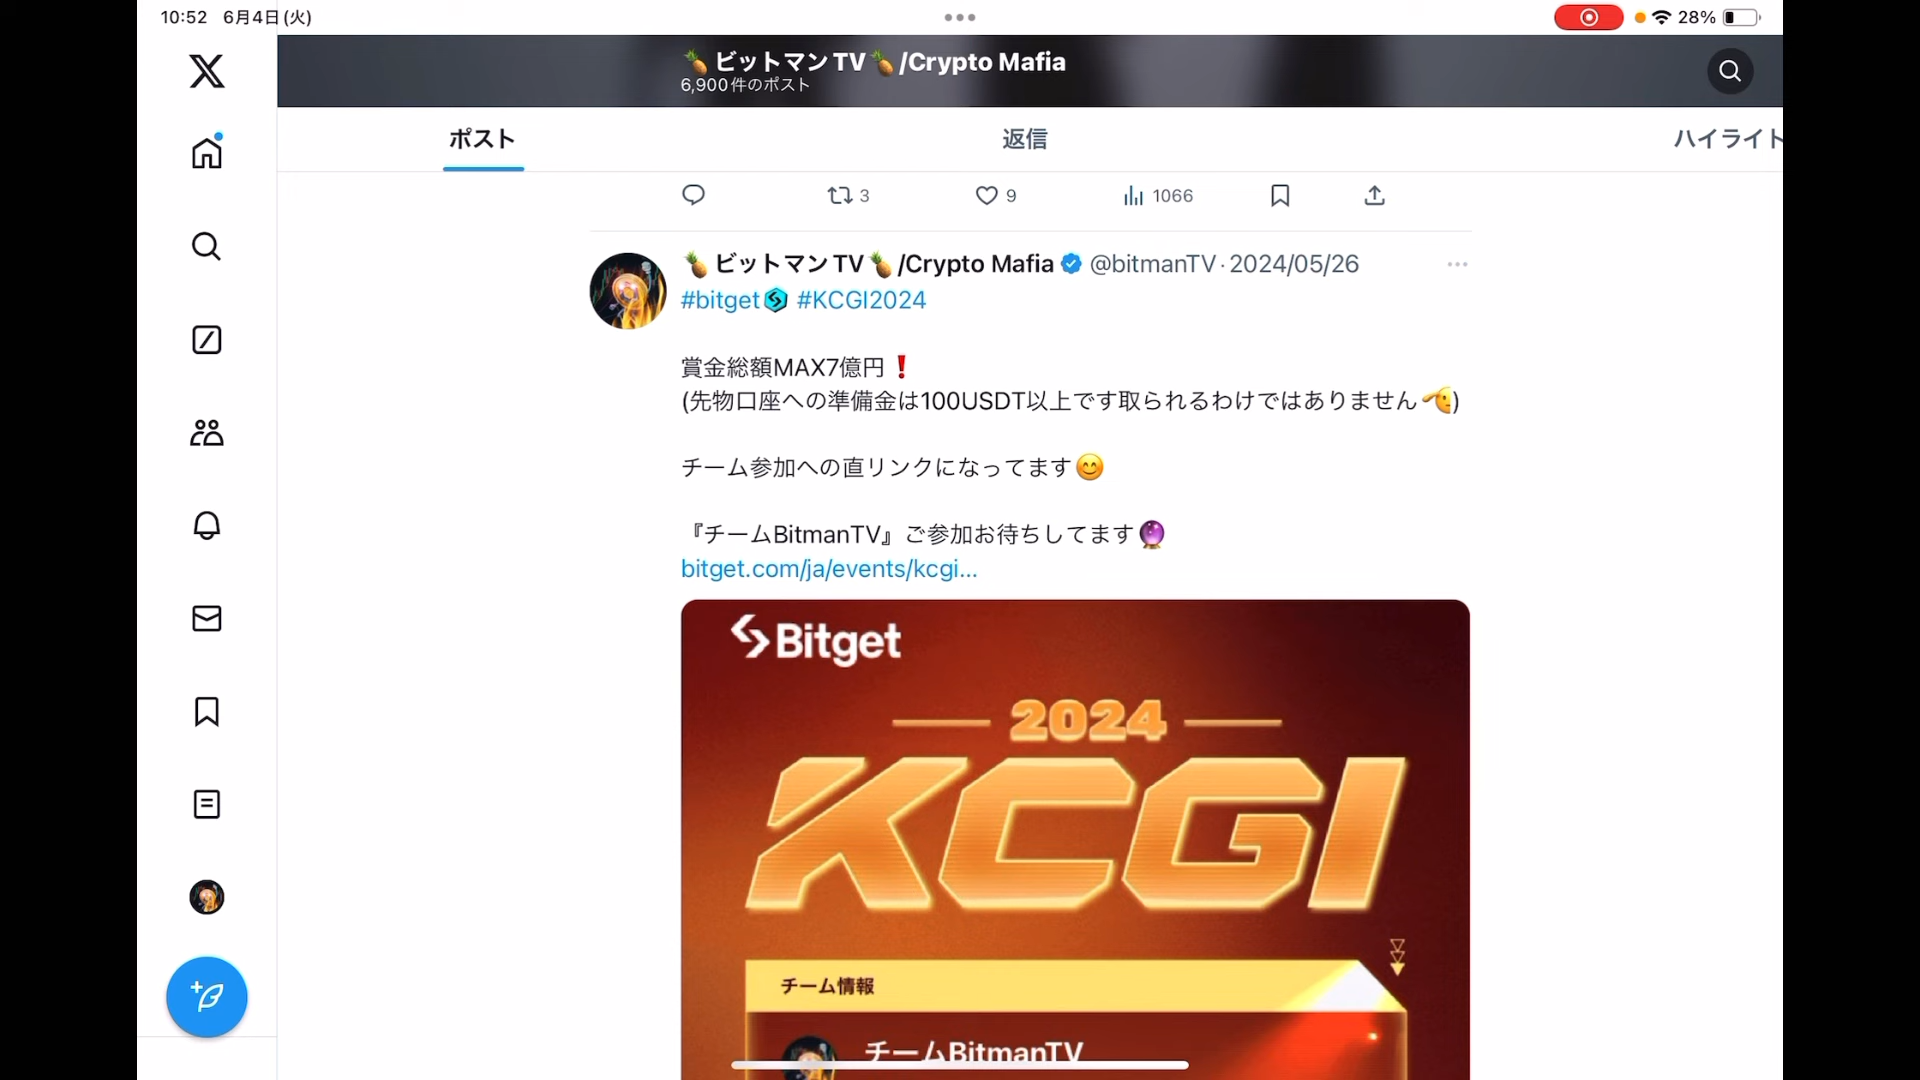 10:52 6月4日(火)
28%
🍍ビットマンTV🍍/Crypto Mafia
6,900件のポスト
ポスト 返信 ハイライト
3 9 1066
🍍ビットマンTV🍍/Crypto Mafia @bitmanTV·2024/05/26
#bitget #KCGI2024
賞金総額MAX7億円❗
(先物口座への準備金は100USDT以上です取られるわけではありません🫡)
チーム参加への直リンクになってます😊
『チームBitmanTV』ご参加お待ちしてます🔮
bitget.com/ja/events/kcgi...
Bitget
2024
KCGI
チーム情報
チームBitmanTV